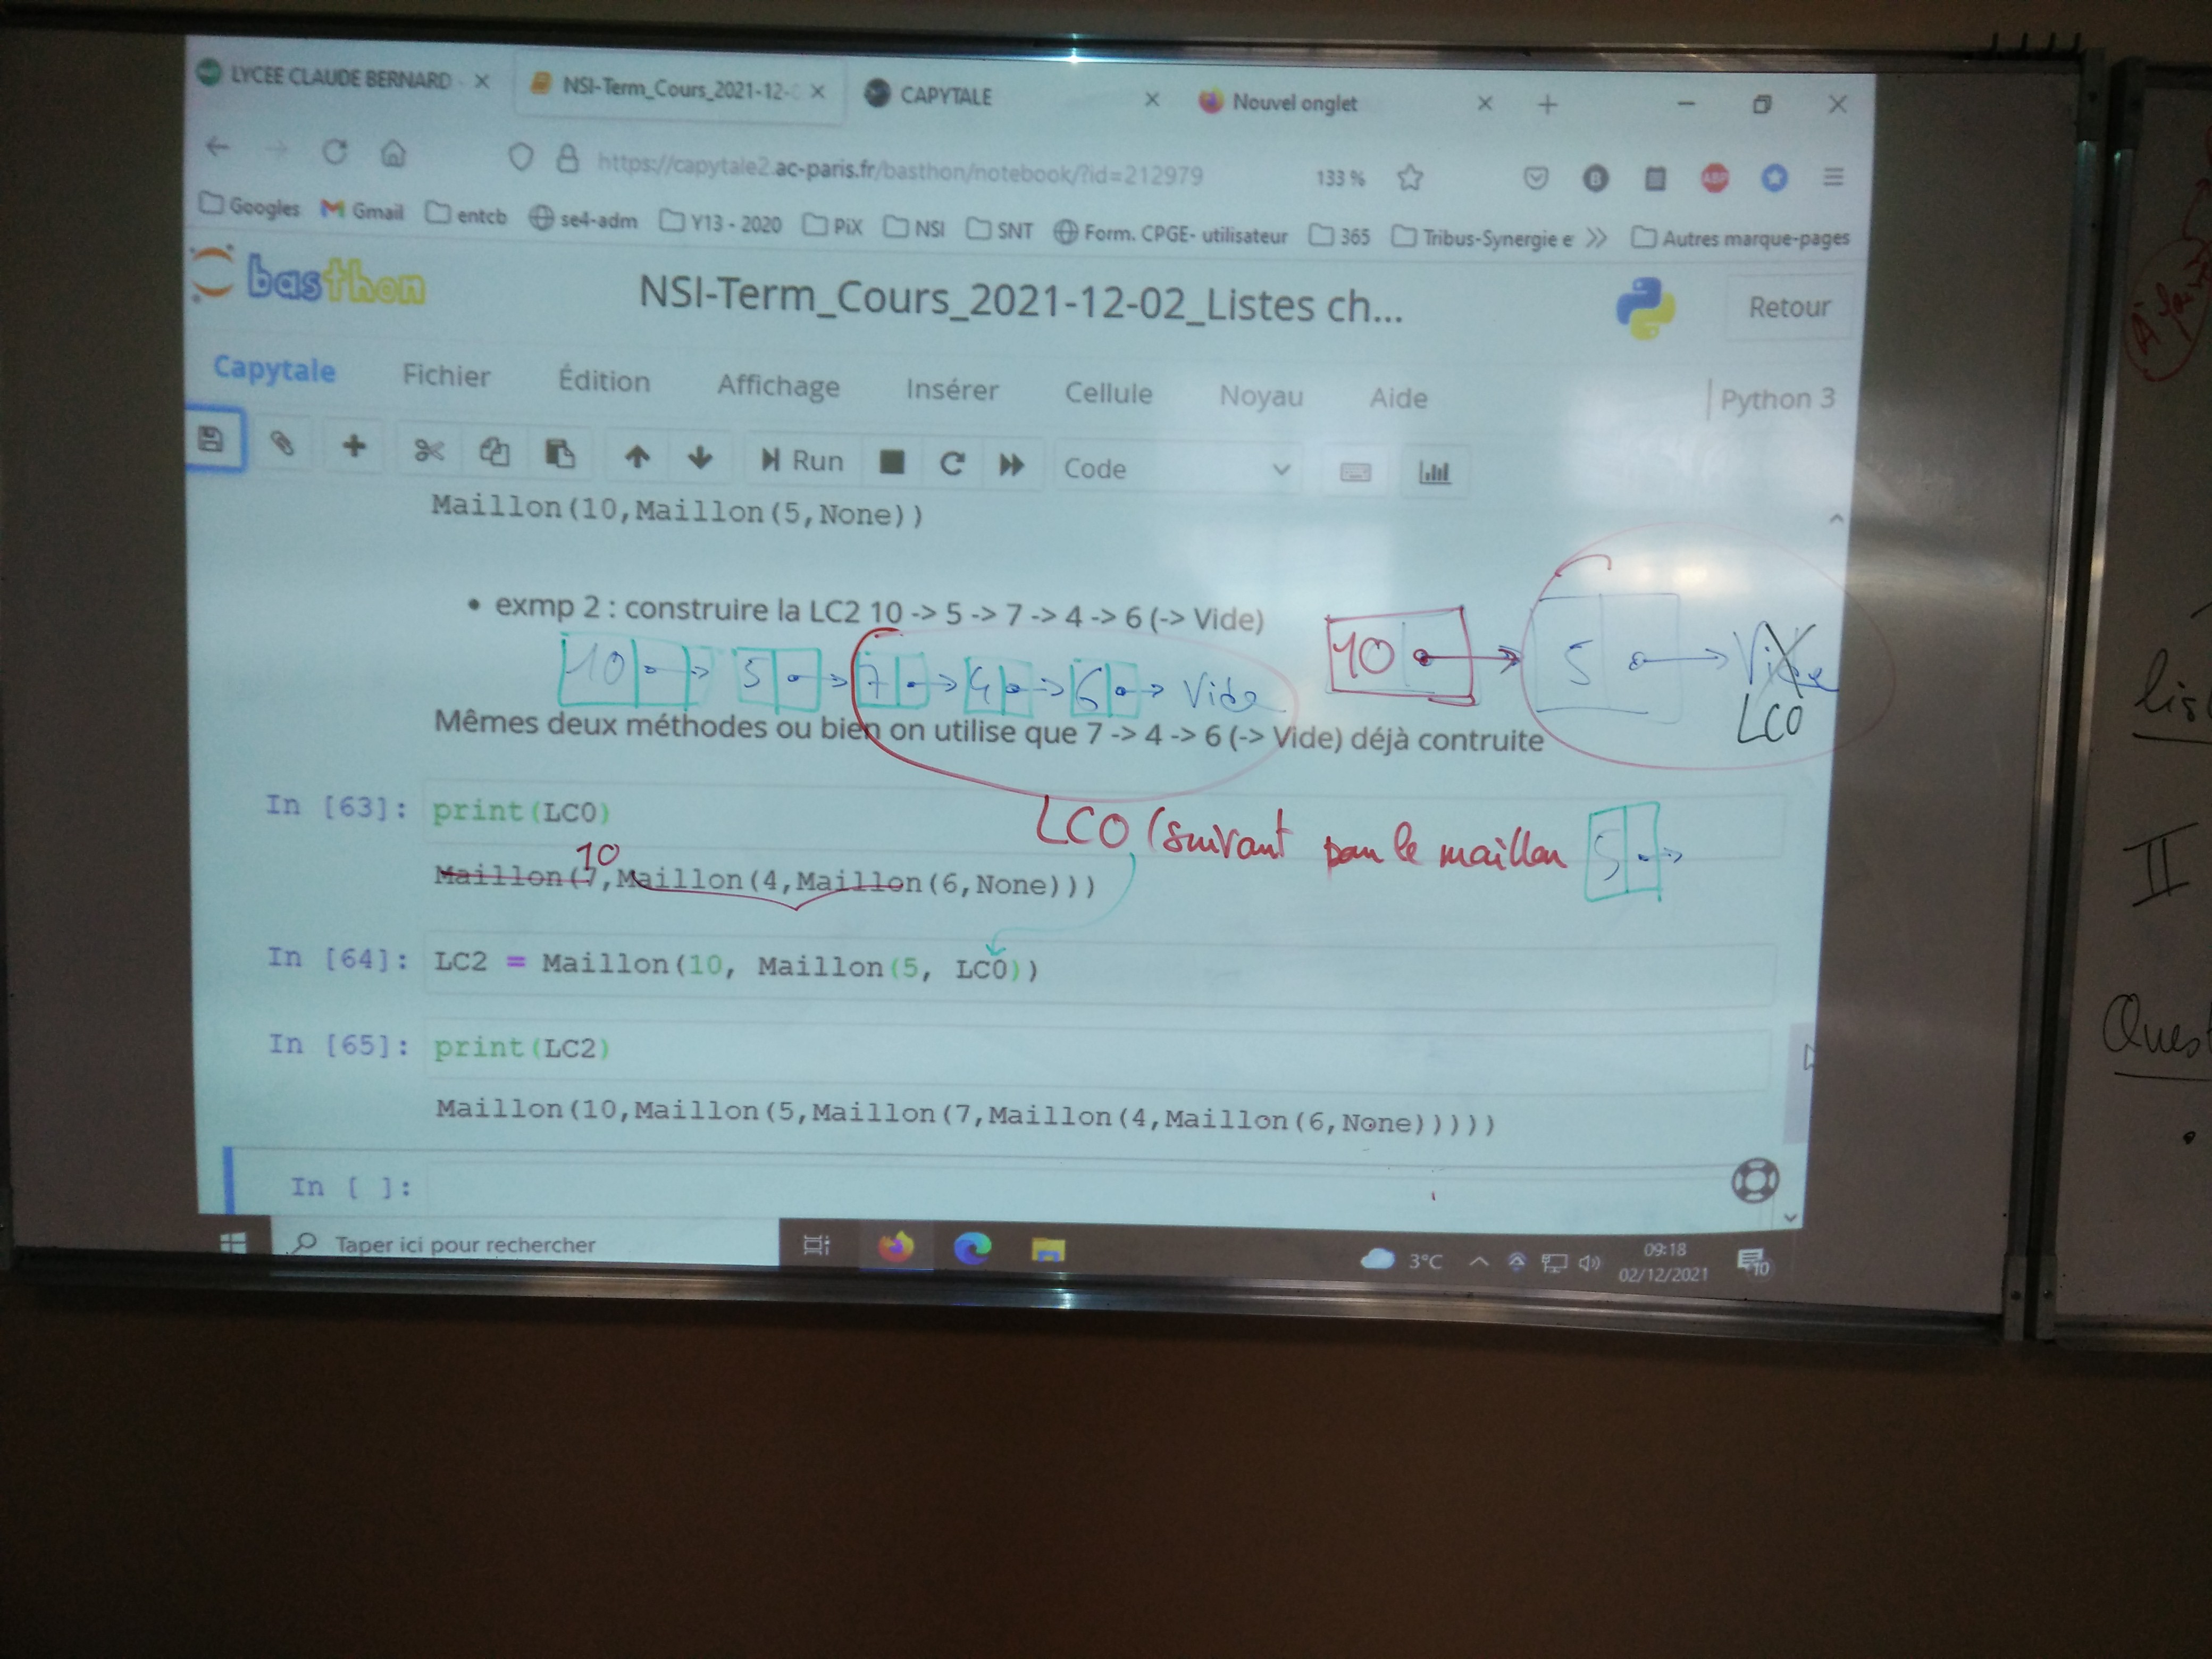 LYCEE CLAUDE BERNARD
NSI-Term_Cours_2021-12-
CAPYTALE
Nouvel onglet
https://capytale2.ac-paris.fr/basthon/notebook/?id=212979
133 %
Googles
Gmail
entcb
se4-adm
Y13 - 2020
PiX
NSI
SNT
Form. CPGE- utilisateur
365
Tribus-Synergie e
Autres marque-pages
basthon
NSI-Term_Cours_2021-12-02_Listes ch...
Retour
Capytale
Fichier
Édition
Affichage
Insérer
Cellule
Noyau
Aide
Python 3
Run
Code
Maillon(10,Maillon(5,None))
• exmp 2 : construire la LC2 10 -> 5 -> 7 -> 4 -> 6 (-> Vide)
10 5 7 4 6 Vide
10 5 Vide
LC0
Mêmes deux méthodes ou bien on utilise que 7 -> 4 -> 6 (-> Vide) déjà contruite
In [63]: print(LC0)
LC0 (suivant pour le maillon 5
10
Maillon(7,Maillon(4,Maillon(6,None)))
In [64]: LC2 = Maillon(10, Maillon(5, LC0))
In [65]: print(LC2)
Maillon(10,Maillon(5,Maillon(7,Maillon(4,Maillon(6,None)))))
In [ ]:
Taper ici pour rechercher
3°C
09:18
02/12/2021
10
II